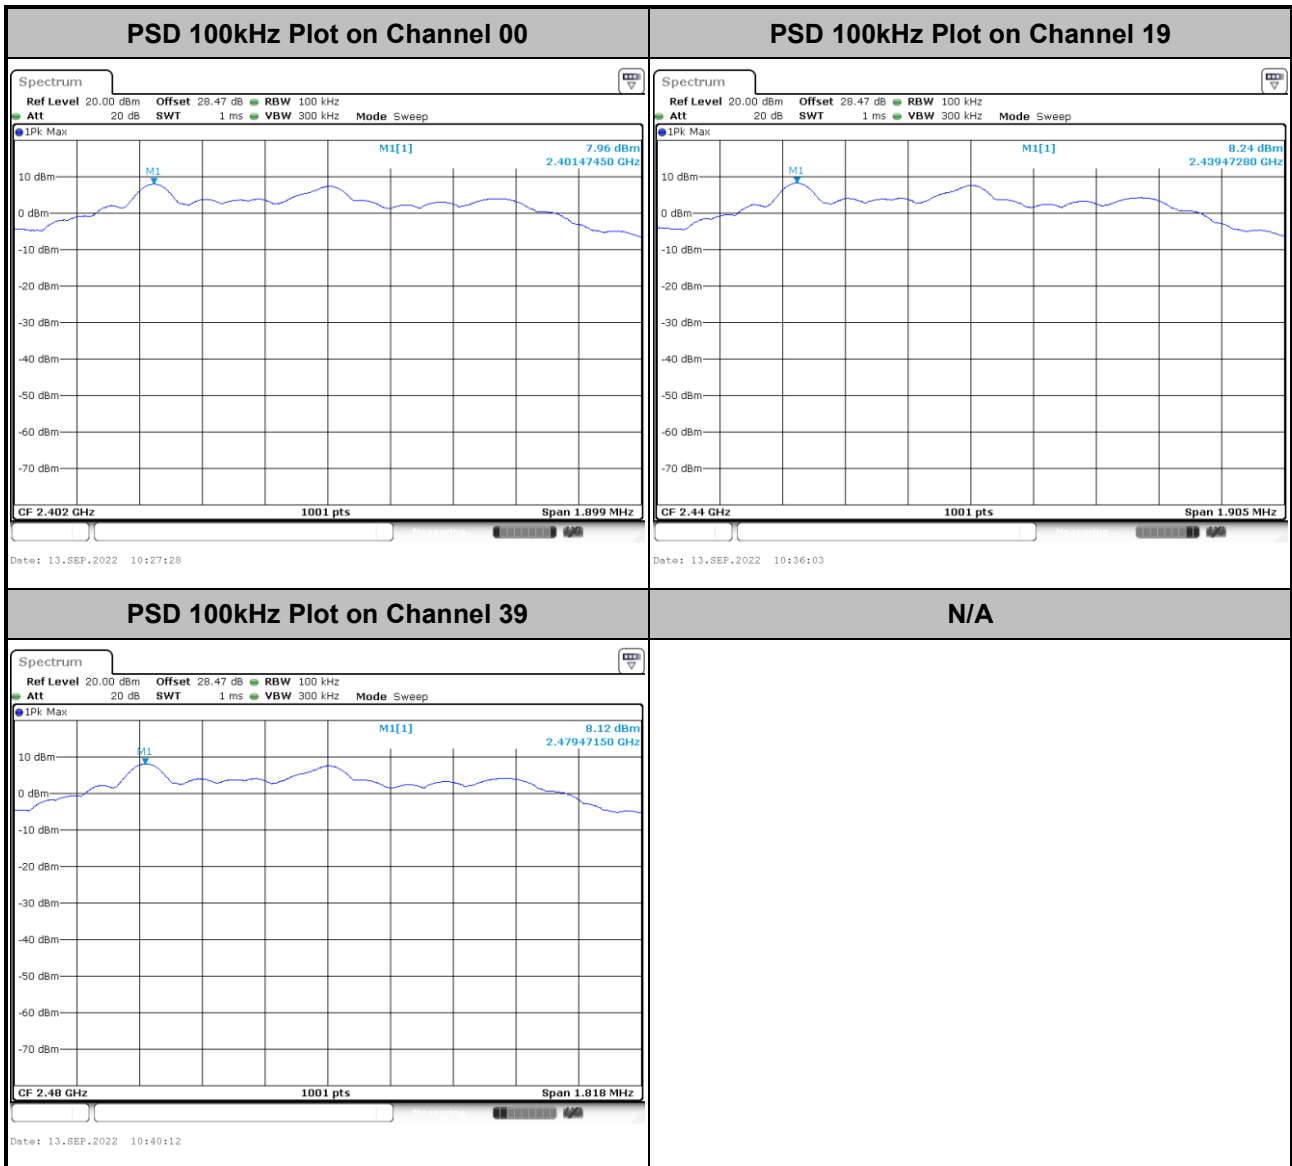 PSD 100kHz Plot on Channel 00
Spectrum
Ref Level 20.00 dBm Offset 28.47 dB RBW 100 kHz
Att 20 dB SWT 1 ms VBW 300 kHz Mode Sweep
1Pk Max
M1[1] 7.96 dBm
2.40147450 GHz
M1
10 dBm
0 dBm
-10 dBm
-20 dBm
-30 dBm
-40 dBm
-50 dBm
-60 dBm
-70 dBm
CF 2.402 GHz 1001 pts Span 1.899 MHz
Measuring...
Date: 13.SEP.2022 10:27:28
PSD 100kHz Plot on Channel 19
Spectrum
Ref Level 20.00 dBm Offset 28.47 dB RBW 100 kHz
Att 20 dB SWT 1 ms VBW 300 kHz Mode Sweep
1Pk Max
M1[1] 8.24 dBm
2.43947280 GHz
M1
10 dBm
0 dBm
-10 dBm
-20 dBm
-30 dBm
-40 dBm
-50 dBm
-60 dBm
-70 dBm
CF 2.44 GHz 1001 pts Span 1.905 MHz
Measuring...
Date: 13.SEP.2022 10:36:03
PSD 100kHz Plot on Channel 39
Spectrum
Ref Level 20.00 dBm Offset 28.47 dB RBW 100 kHz
Att 20 dB SWT 1 ms VBW 300 kHz Mode Sweep
1Pk Max
M1[1] 8.12 dBm
2.47947150 GHz
M1
10 dBm
0 dBm
-10 dBm
-20 dBm
-30 dBm
-40 dBm
-50 dBm
-60 dBm
-70 dBm
CF 2.48 GHz 1001 pts Span 1.818 MHz
Measuring...
Date: 13.SEP.2022 10:40:12
N/A